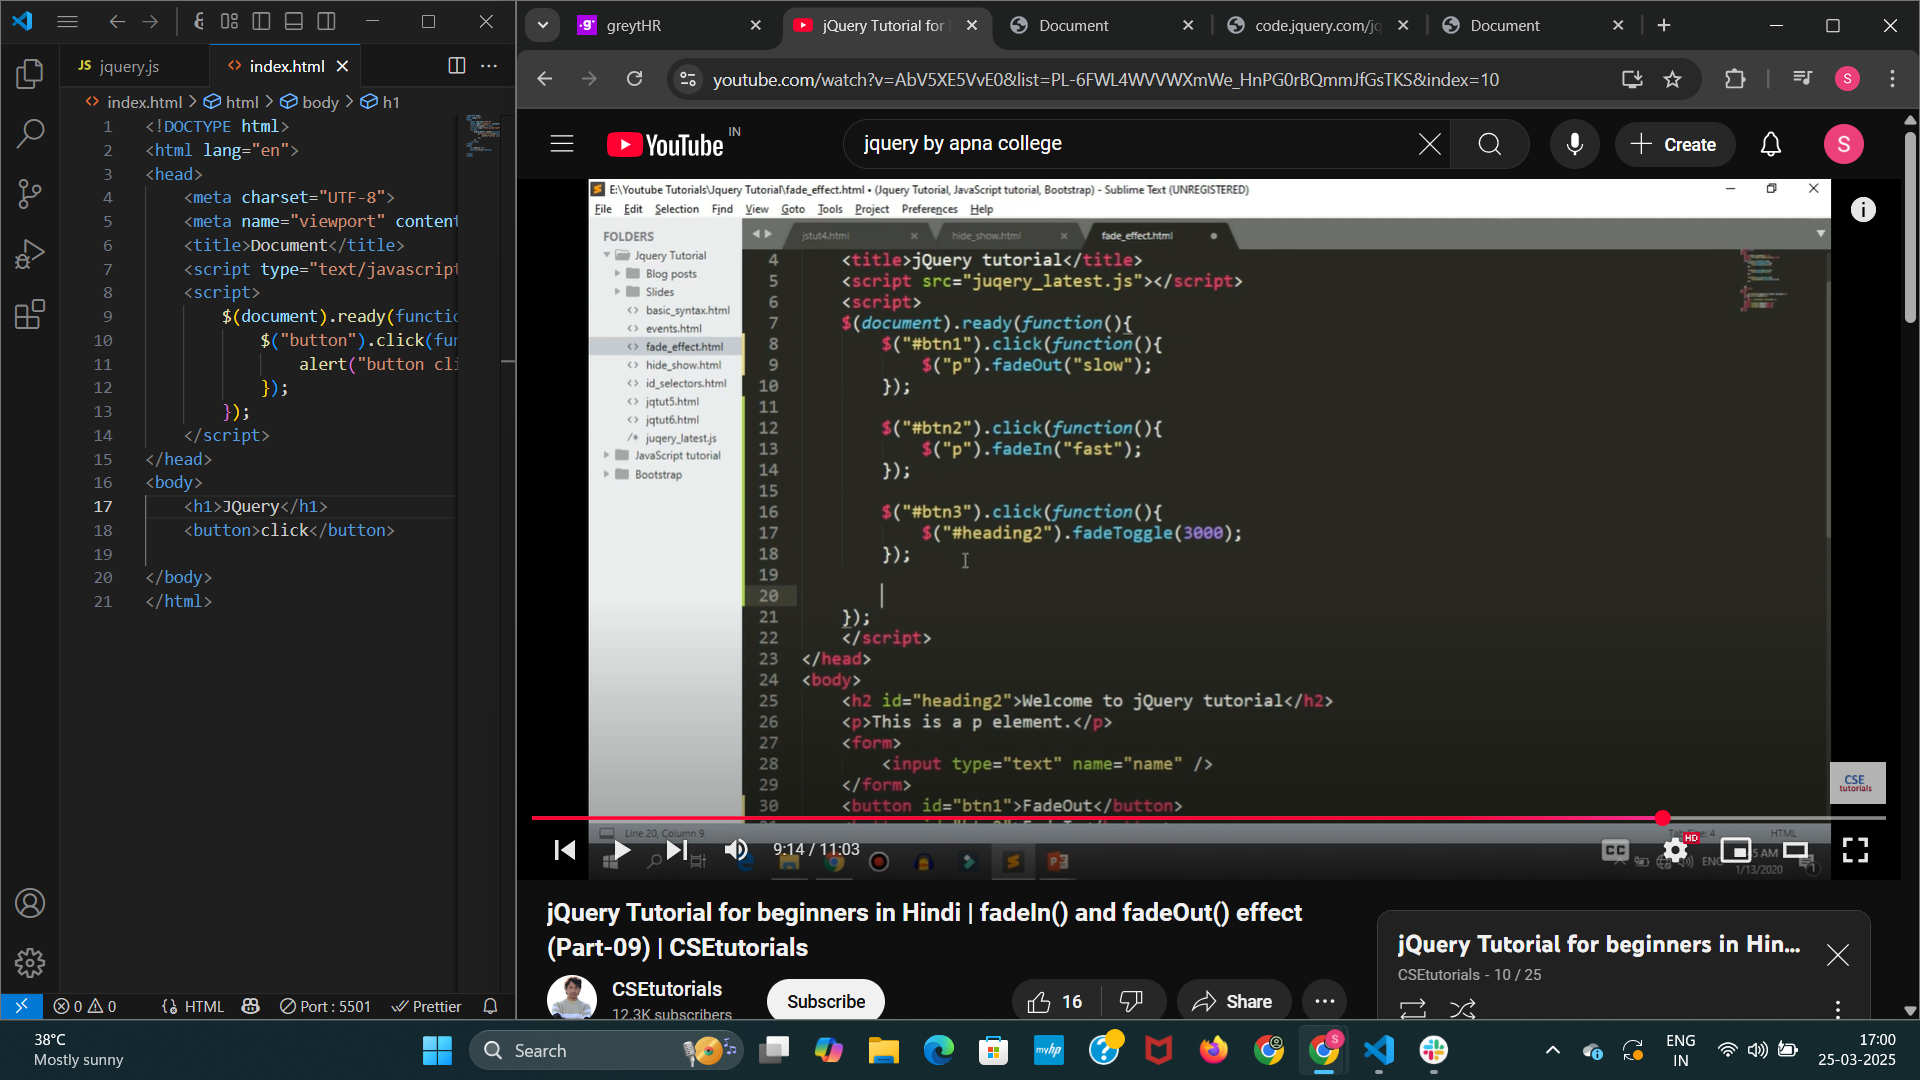 JS jquery.js
<> index.html
index.html > html > body > h1
1 <!DOCTYPE html>
2 <html lang="en">
3 <head>
4 <meta charset="UTF-8">
5 <meta name="viewport" content
6 <title>Document</title>
7 <script type="text/javascript
8 <script>
9 $(document).ready(functio
10 $("button").click(fun
11 alert("button cli
12 });
13 });
14 </script>
15 </head>
16 <body>
17 <h1>JQuery</h1>
18 <button>click</button>
19
20 </body>
21 </html>
0 0 {} HTML Port : 5501 Prettier
greytHR
jQuery Tutorial for
Document
code.jquery.com/jq
Document
youtube.com/watch?v=AbV5XE5VvE0&list=PL-6FWL4WVVWXmWe_HnPG0rBQmmJfGsTKS&index=10
S
YouTube IN
jquery by apna college
Create
S
E:\Youtube Tutorials\Jquery Tutorial\fade_effect.html • (Jquery Tutorial, JavaScript tutorial, Bootstrap) - Sublime Text (UNREGISTERED)
File Edit Selection Find View Goto Tools Project Preferences Help
FOLDERS
Jquery Tutorial
Blog posts
Slides
<> basic_syntax.html
<> events.html
<> fade_effect.html
<> hide_show.html
<> id_selectors.html
<> jqtut5.html
<> jqtut6.html
/* juqery_latest.js
JavaScript tutorial
Bootstrap
jstut4.html
hide_show.html
fade_effect.html
4 <title>jQuery tutorial</title>
5 <script src="juqery_latest.js"></script>
6 <script>
7 $(document).ready(function(){
8 $("#btn1").click(function(){
9 $("p").fadeOut("slow");
10 });
11
12 $("#btn2").click(function(){
13 $("p").fadeIn("fast");
14 });
15
16 $("#btn3").click(function(){
17 $("#heading2").fadeToggle(3000);
18 });
19
20
21 });
22 </script>
23 </head>
24 <body>
25 <h2 id="heading2">Welcome to jQuery tutorial</h2>
26 <p>This is a p element.</p>
27 <form>
28 <input type="text" name="name" />
29 </form>
30 <button id="btn1">FadeOut</button>
CSE
tutorials
Line 20, Column 9
HTML
9:14 / 11:03
CC
HD
1/13/2020
jQuery Tutorial for beginners in Hindi | fadeIn() and fadeOut() effect
(Part-09) | CSEtutorials
CSEtutorials
12.3K subscribers
Subscribe
16
Share
jQuery Tutorial for beginners in Hin...
CSEtutorials - 10 / 25
38°C
Mostly sunny
Search
myhp
S
ENG
IN
17:00
25-03-2025